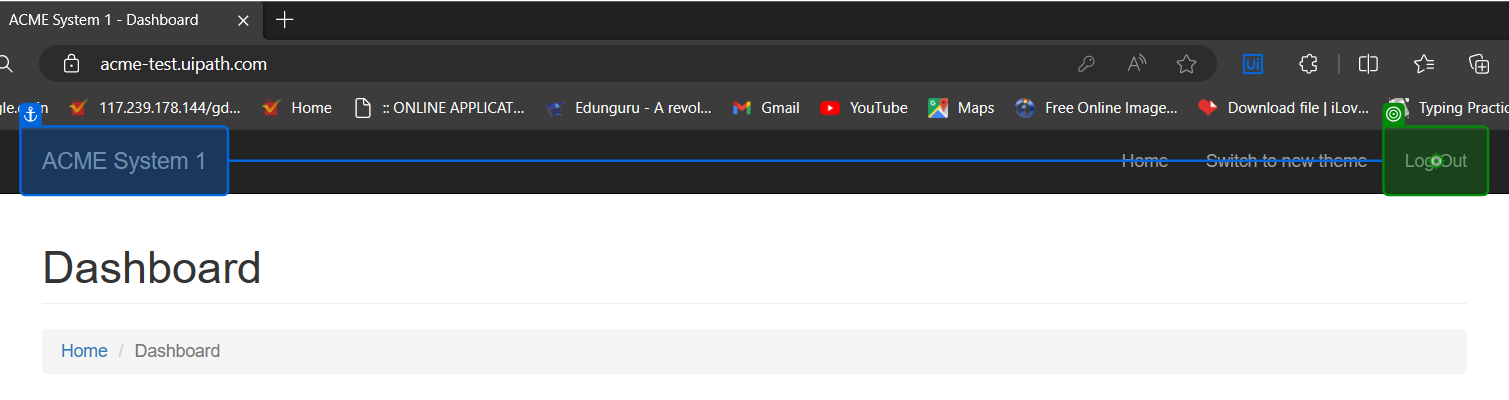 ACME System 1 - Dashboard
acme-test.uipath.com
117.239.178.144/gd... Home :: ONLINE APPLICAT... Edunguru - A revol... Gmail YouTube Maps Free Online Image... Download file | iLov... Typing Practic
ACME System 1 Home Switch to new theme Log Out
Dashboard
Home / Dashboard